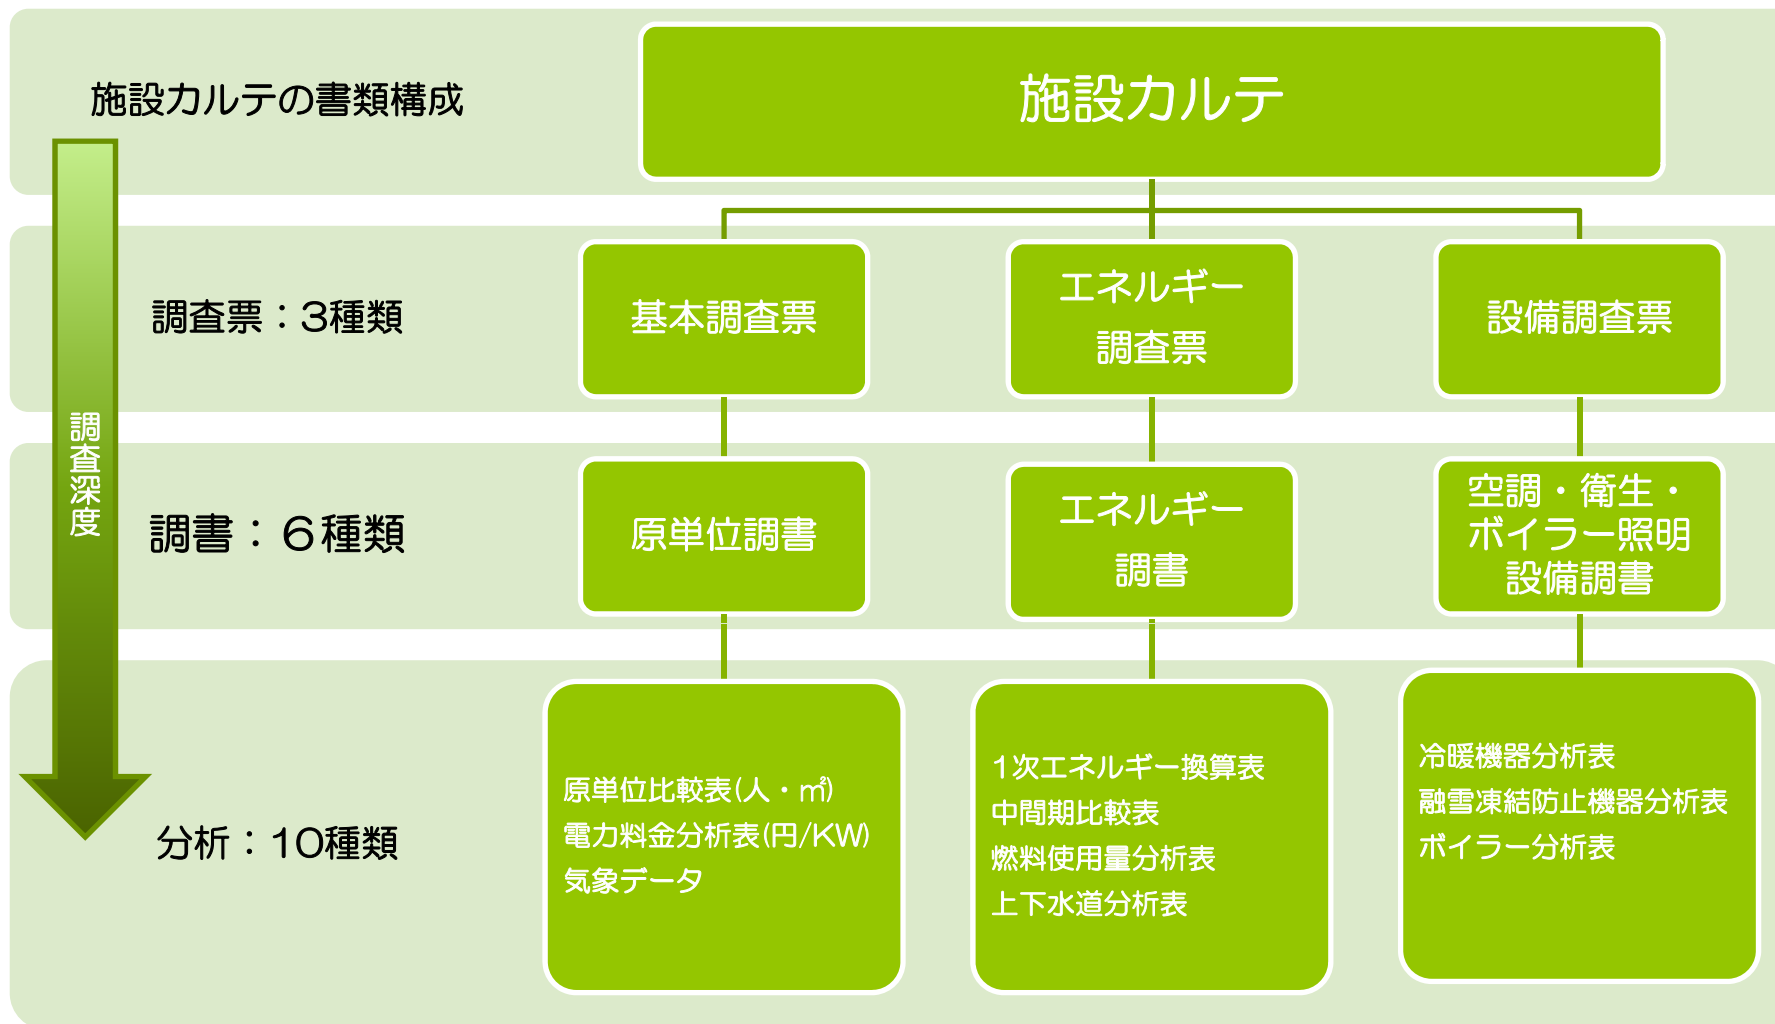 施設カルテの書類構成
施設カルテ
調査深度
調査票：3種類
基本調査票
エネルギー
調査票
設備調査票
調書：６種類
原単位調書
エネルギー
調書
空調・衛生・
ボイラー照明
設備調書
分析：10種類
原単位比較表(人・㎡)
電力料金分析表(円/KW)
気象データ
1次エネルギー換算表
中間期比較表
燃料使用量分析表
上下水道分析表
冷暖機器分析表
融雪凍結防止機器分析表
ボイラー分析表